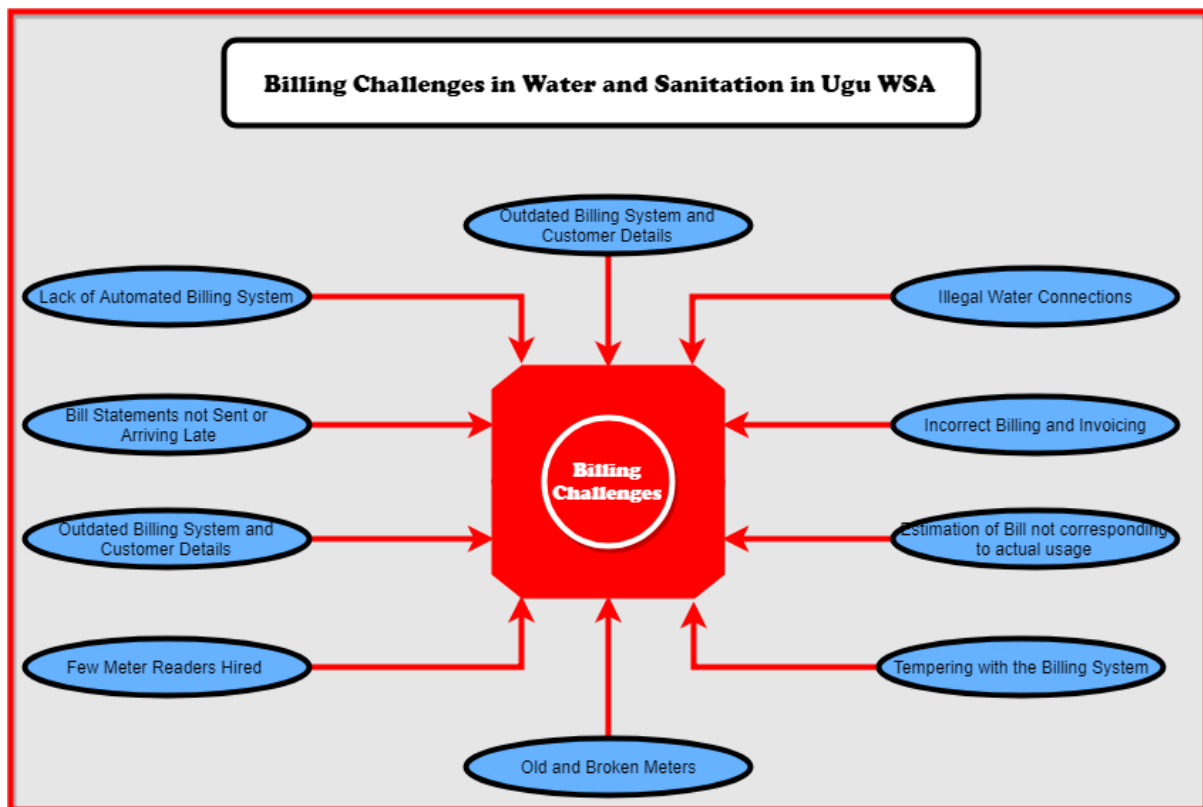 Billing Challenges in Water and Sanitation in Ugu WSA
Outdated Billing System and
Customer Details
Lack of Automated Billing System
Illegal Water Connections
Bill Statements not Sent or
Arriving Late
Incorrect Billing and Invoicing
Billing
Challenges
Outdated Billing System and
Customer Details
Estimation of Bill not corresponding
to actual usage
Few Meter Readers Hired
Tempering with the Billing System
Old and Broken Meters